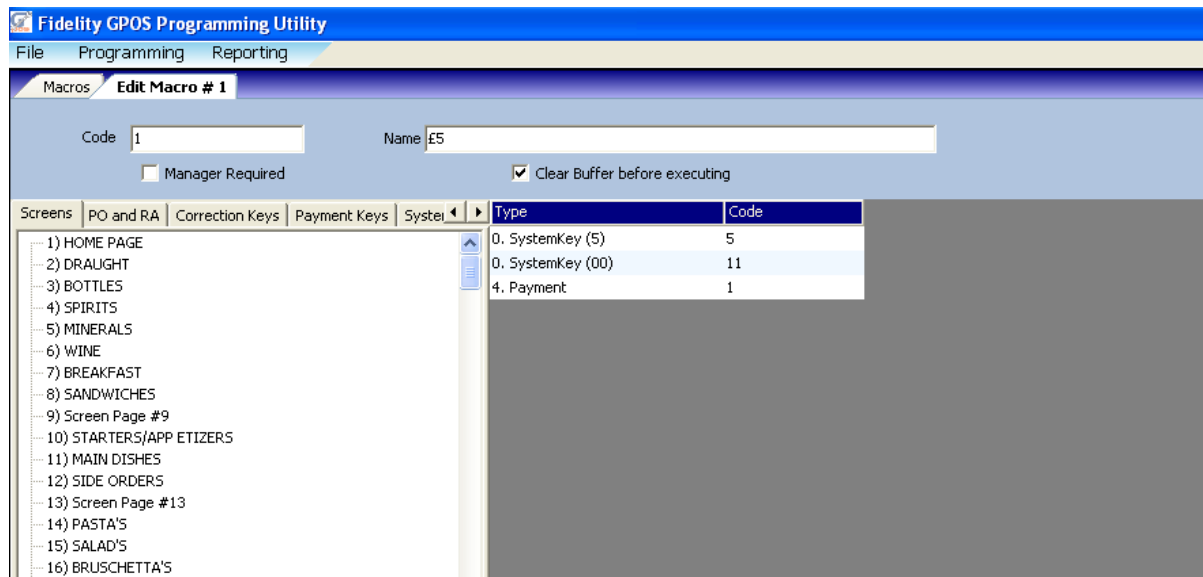 Fidelity GPOS Programming Utility
File Programming Reporting
Macros Edit Macro # 1
Code 1 Name £5
Manager Required Clear Buffer before executing
Screens PO and RA Correction Keys Payment Keys System
Type Code
0. SystemKey (5) 5
0. SystemKey (00) 11
4. Payment 1
1) HOME PAGE
2) DRAUGHT
3) BOTTLES
4) SPIRITS
5) MINERALS
6) WINE
7) BREAKFAST
8) SANDWICHES
9) Screen Page #9
10) STARTERS/APP ETIZERS
11) MAIN DISHES
12) SIDE ORDERS
13) Screen Page #13
14) PASTA'S
15) SALAD'S
16) BRUSCHETTA'S